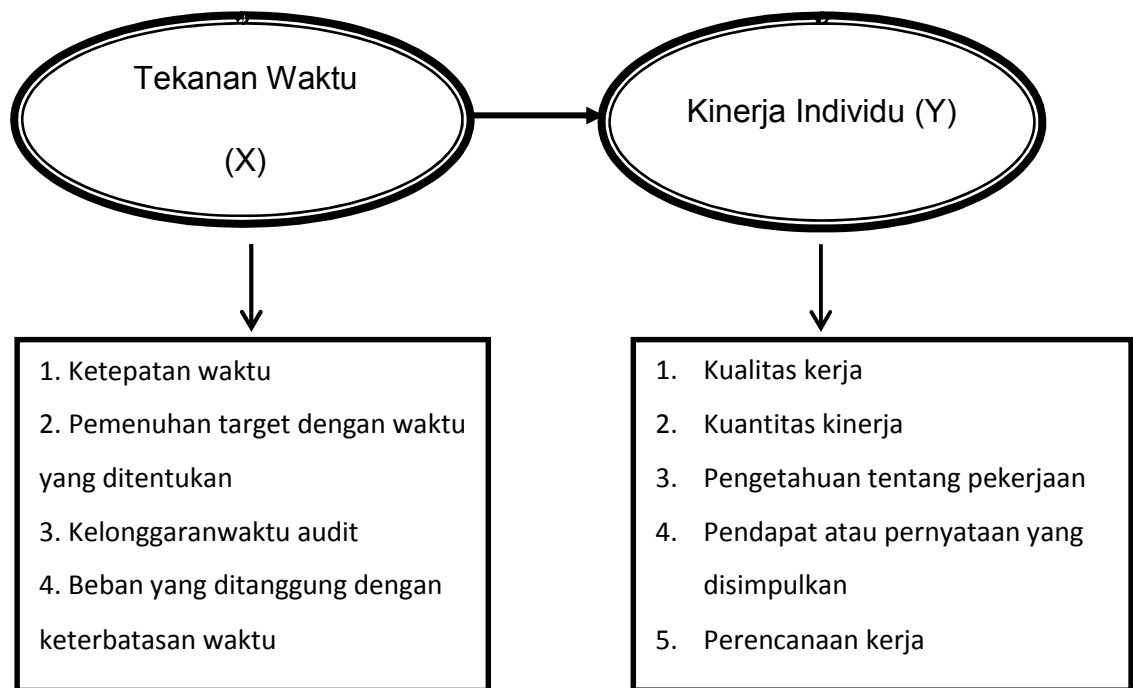 Tekanan Waktu
(X)
Kinerja Individu (Y)
1. Ketepatan waktu
2. Pemenuhan target dengan waktu
yang ditentukan
3. Kelonggaranwaktu audit
4. Beban yang ditanggung dengan
keterbatasan waktu
1. Kualitas kerja
2. Kuantitas kinerja
3. Pengetahuan tentang pekerjaan
4. Pendapat atau pernyataan yang
disimpulkan
5. Perencanaan kerja